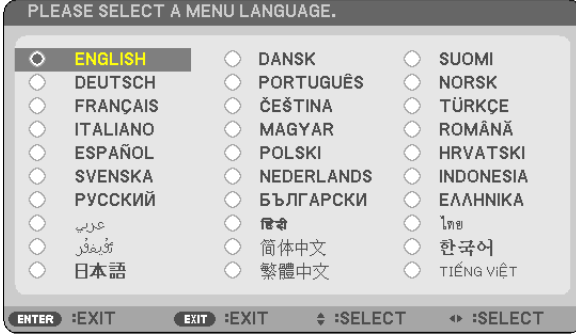 PLEASE SELECT A MENU LANGUAGE.
ENGLISH DANSK SUOMI
DEUTSCH PORTUGUÊS NORSK
FRANÇAIS ČEŠTINA TÜRKÇE
ITALIANO MAGYAR ROMÂNĂ
ESPAÑOL POLSKI HRVATSKI
SVENSKA NEDERLANDS INDONESIA
РУССКИЙ БЪЛГАРСКИ ΕΛΛΗΝΙΚΑ
عربي हिंदी ไทย
简体中文 한국어
日本語 繁體中文 TIẾNG VIỆT
ENTER :EXIT EXIT :EXIT :SELECT :SELECT